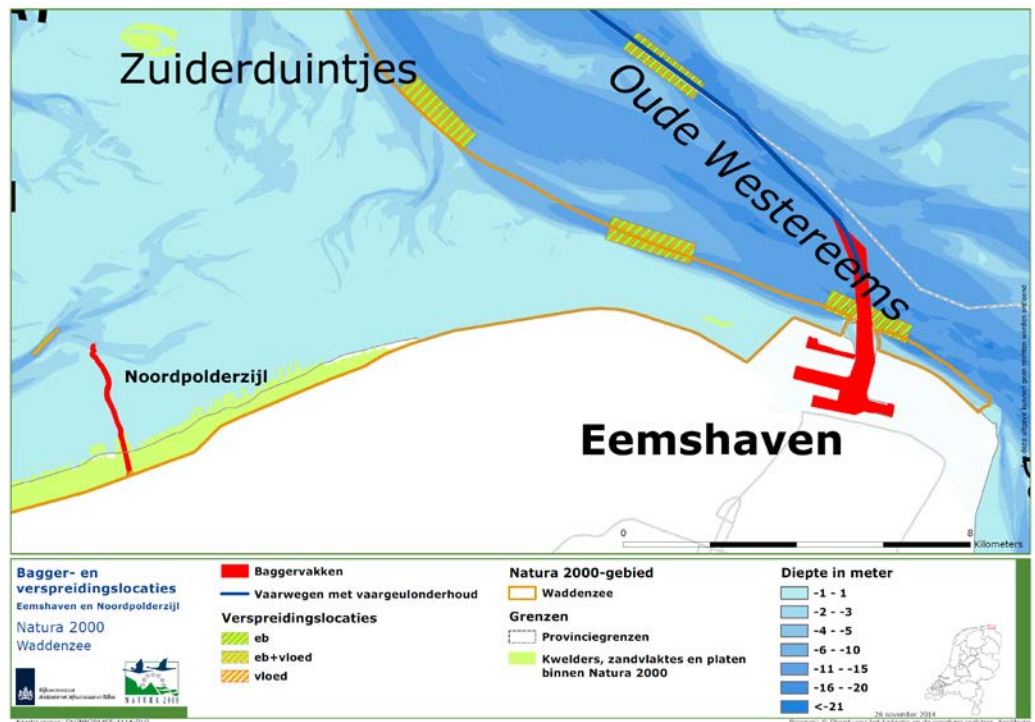 Zuiderduintjes
Oude Westereems
Noordpolderzijl
Eemshaven
0 8
Kilometers
Bagger- en
verspreidingslocaties
Eemshaven en Noordpolderzijl
Natura 2000
Waddenzee
Rijkswaterstaat
NATURA 2000
Baggervakken
Vaarwegen met vaargeulonderhoud
Verspreidingslocaties
eb
eb+vloed
vloed
Natura 2000-gebied
Waddenzee
Grenzen
Provinciegrenzen
Kwelders, zandvlaktes en platen
binnen Natura 2000
Diepte in meter
-1 - 1
-2 - -3
-4 - -5
-6 - -10
-11 - -15
-16 - -20
<-21
26 november 2014